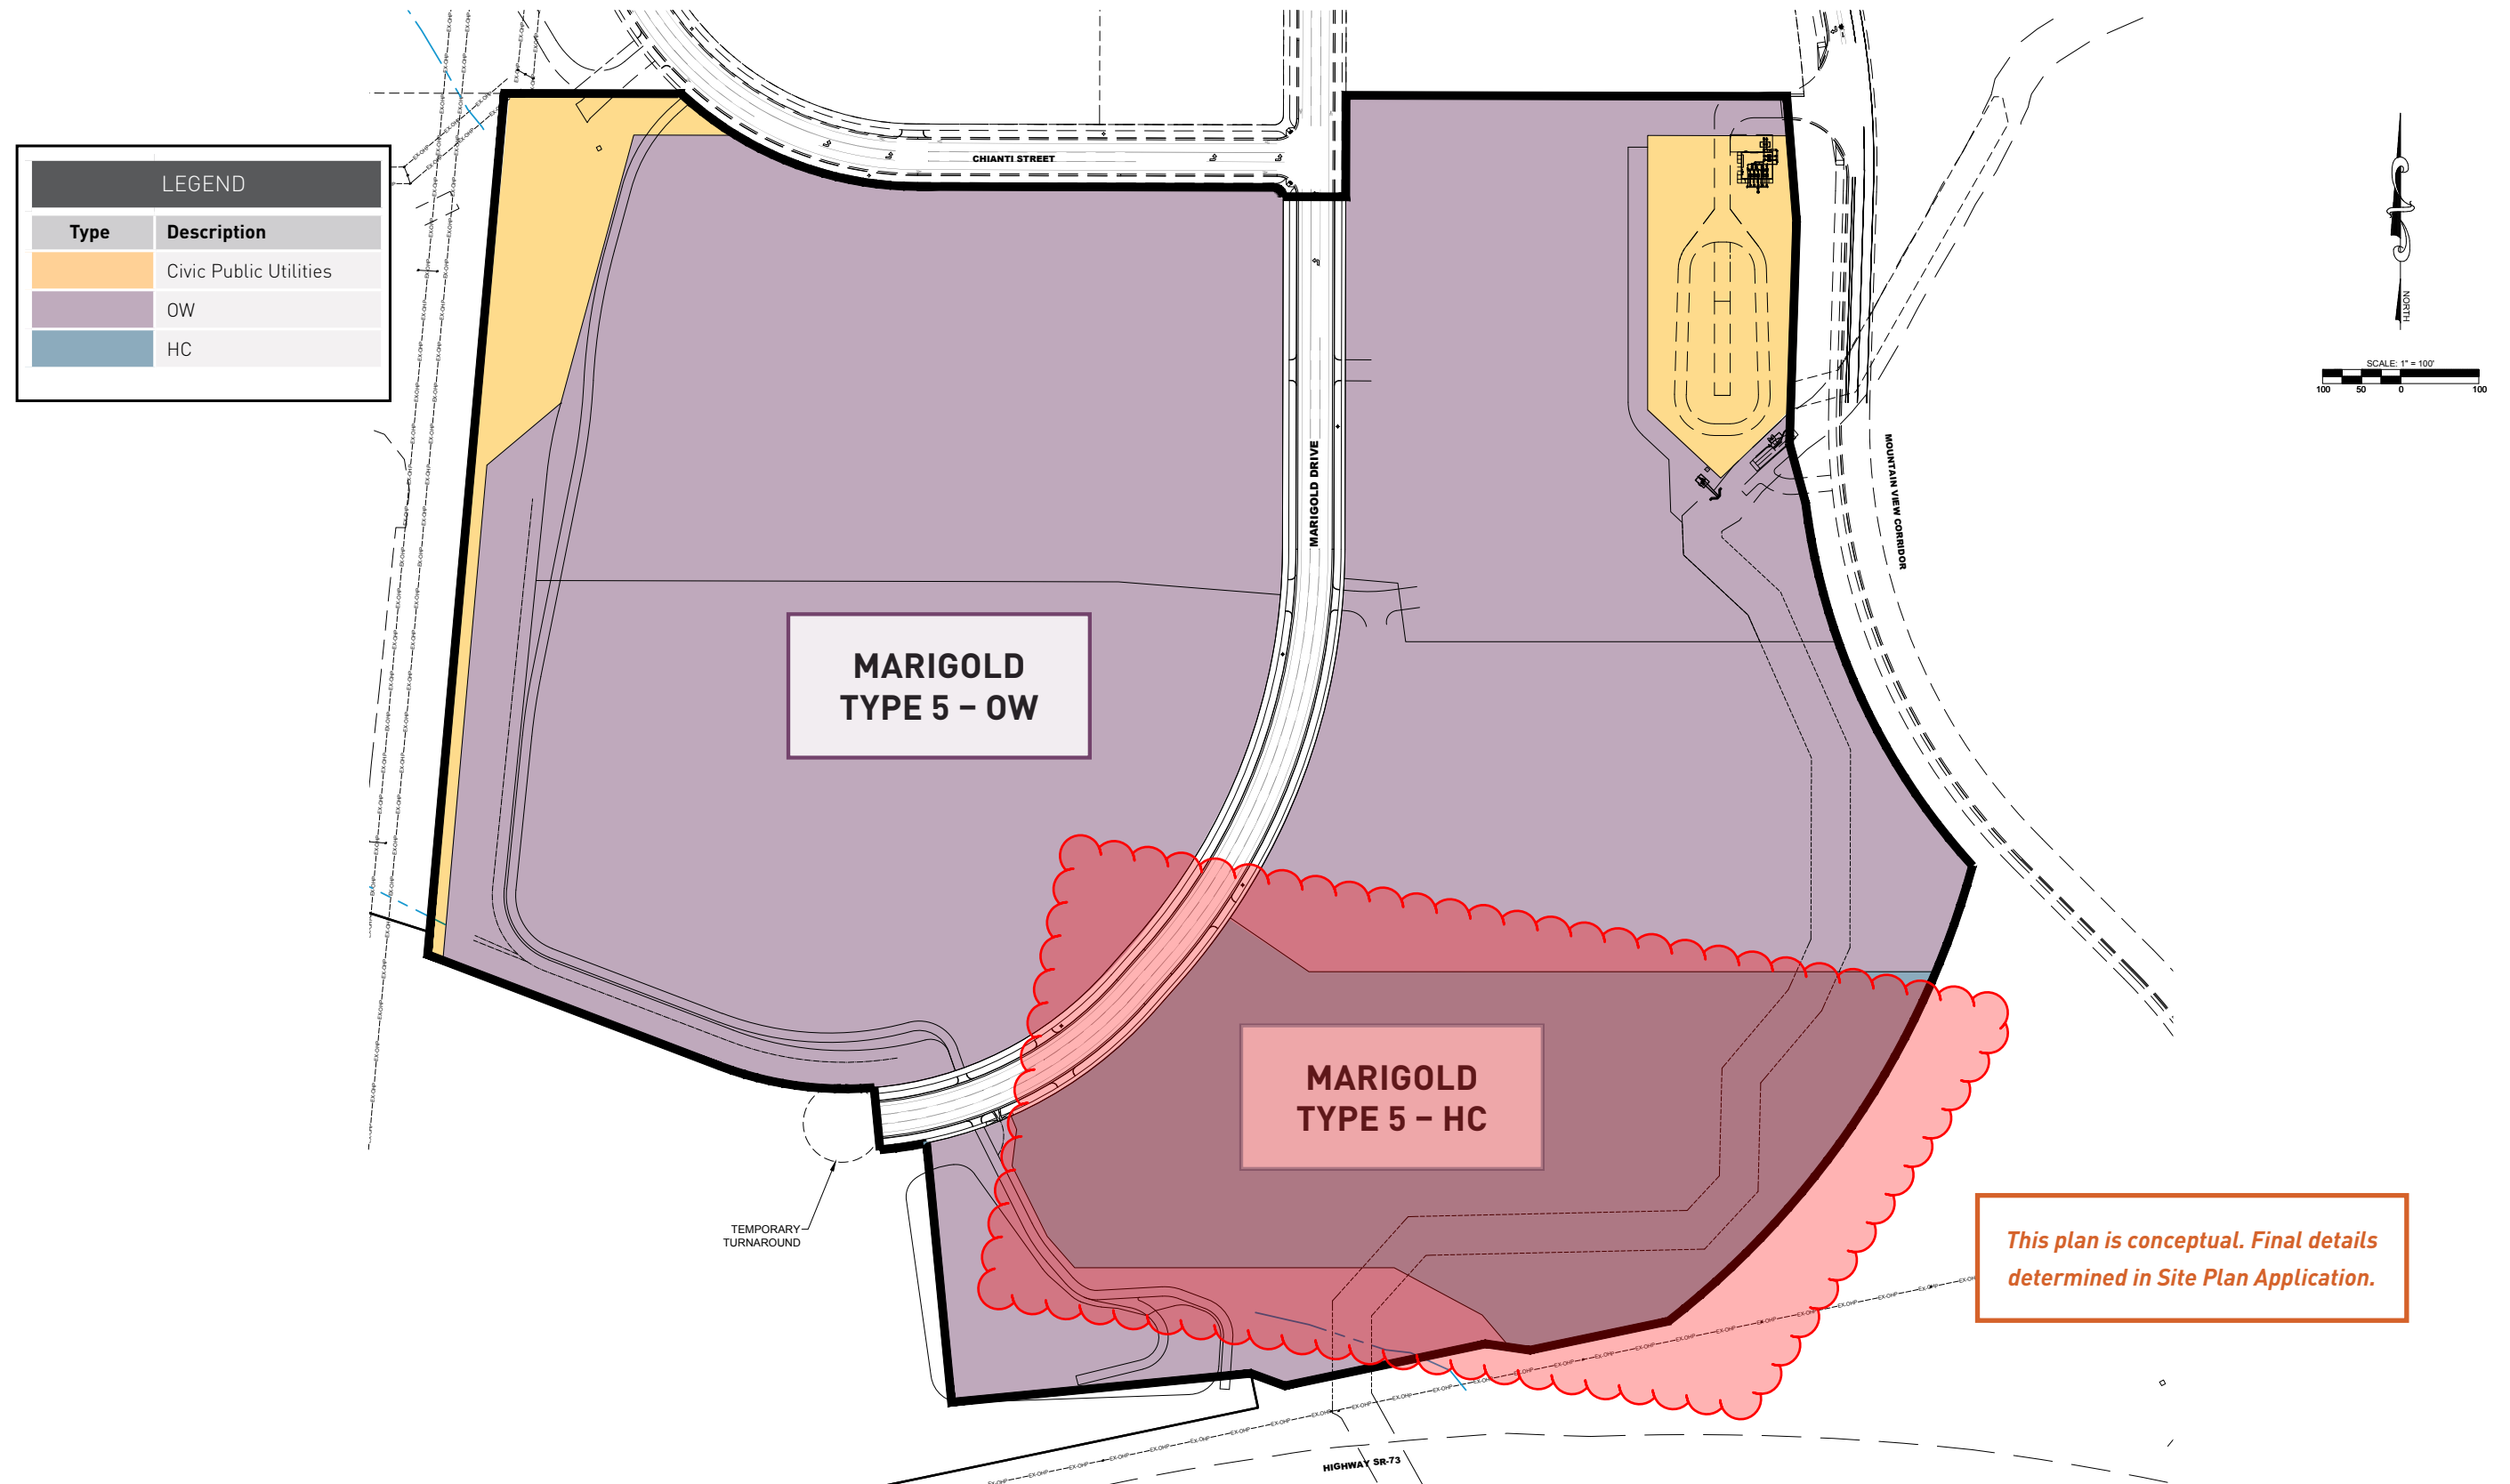 CHIANTI STREET
LEGEND
Type Description
Civic Public Utilities
OW
HC
NORTH
SCALE: 1" = 100'
100 50 0 100
MARIGOLD DRIVE
MOUNTAIN VIEW CORRIDOR
MARIGOLD
TYPE 5 – OW
MARIGOLD
TYPE 5 – HC
TEMPORARY
TURNAROUND
This plan is conceptual. Final details
determined in Site Plan Application.
HIGHWAY SR-73